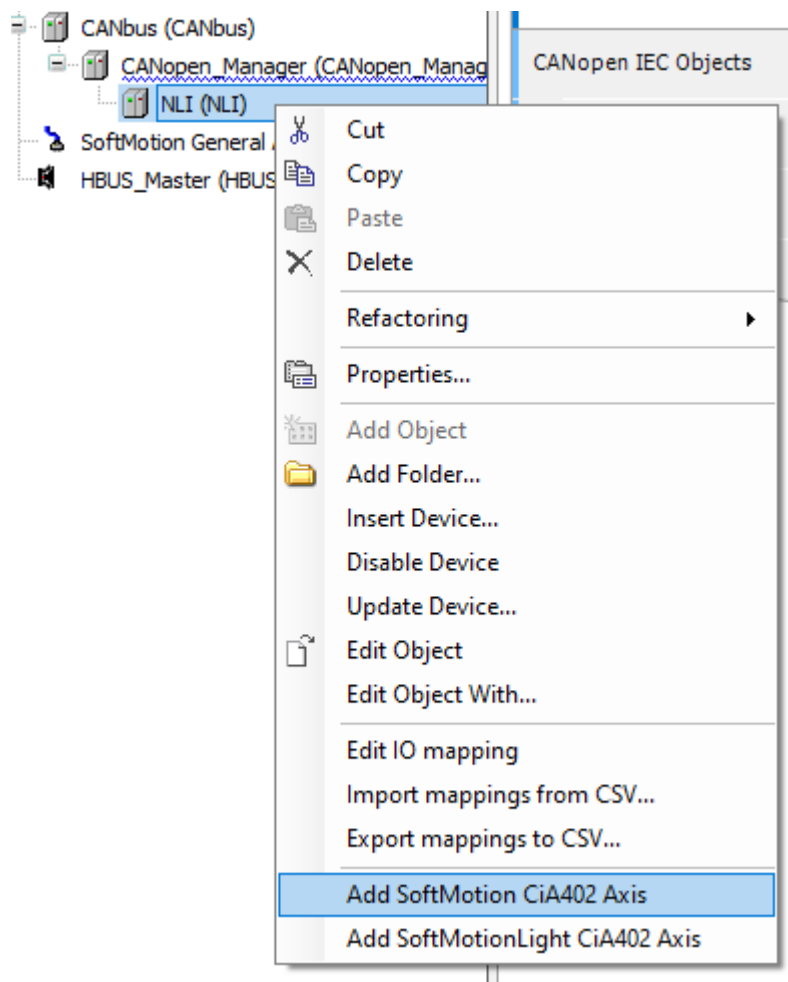 CANbus (CANbus)
CANopen_Manager (CANopen_Manag
NLI (NLI)
SoftMotion General
HBUS_Master (HBUS
CANopen IEC Objects
Cut
Copy
Paste
Delete
Refactoring
Properties...
Add Object
Add Folder...
Insert Device...
Disable Device
Update Device...
Edit Object
Edit Object With...
Edit IO mapping
Import mappings from CSV...
Export mappings to CSV...
Add SoftMotion CiA402 Axis
Add SoftMotionLight CiA402 Axis